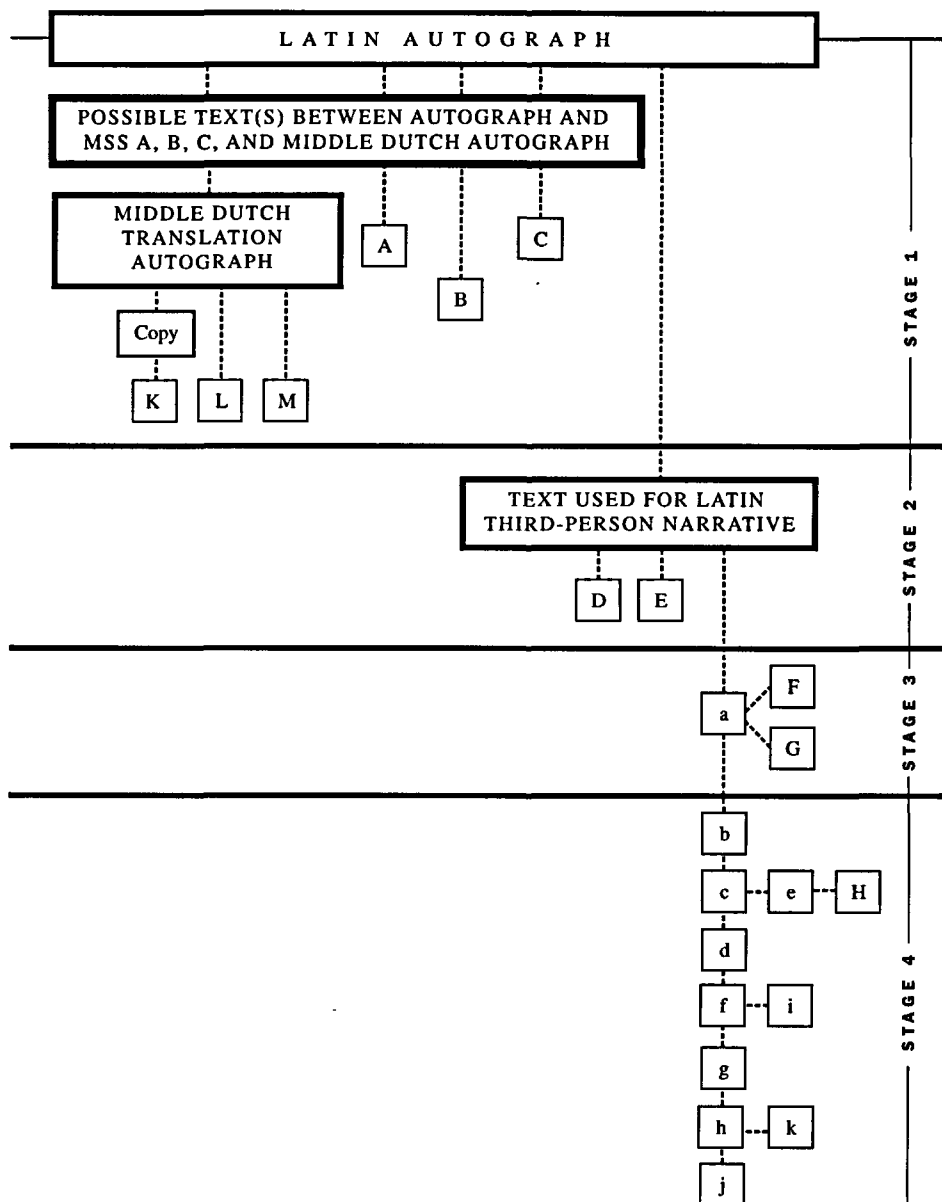 LATIN AUTOGRAPH
POSSIBLE TEXT(S) BETWEEN AUTOGRAPH AND
MSS A, B, C, AND MIDDLE DUTCH AUTOGRAPH
MIDDLE DUTCH
TRANSLATION
AUTOGRAPH
A
C
B
Copy
K
L
M
STAGE 1
TEXT USED FOR LATIN
THIRD-PERSON NARRATIVE
D
E
STAGE 2
F
a
G
STAGE 3
b
c
e
H
d
f
i
g
h
k
j
STAGE 4